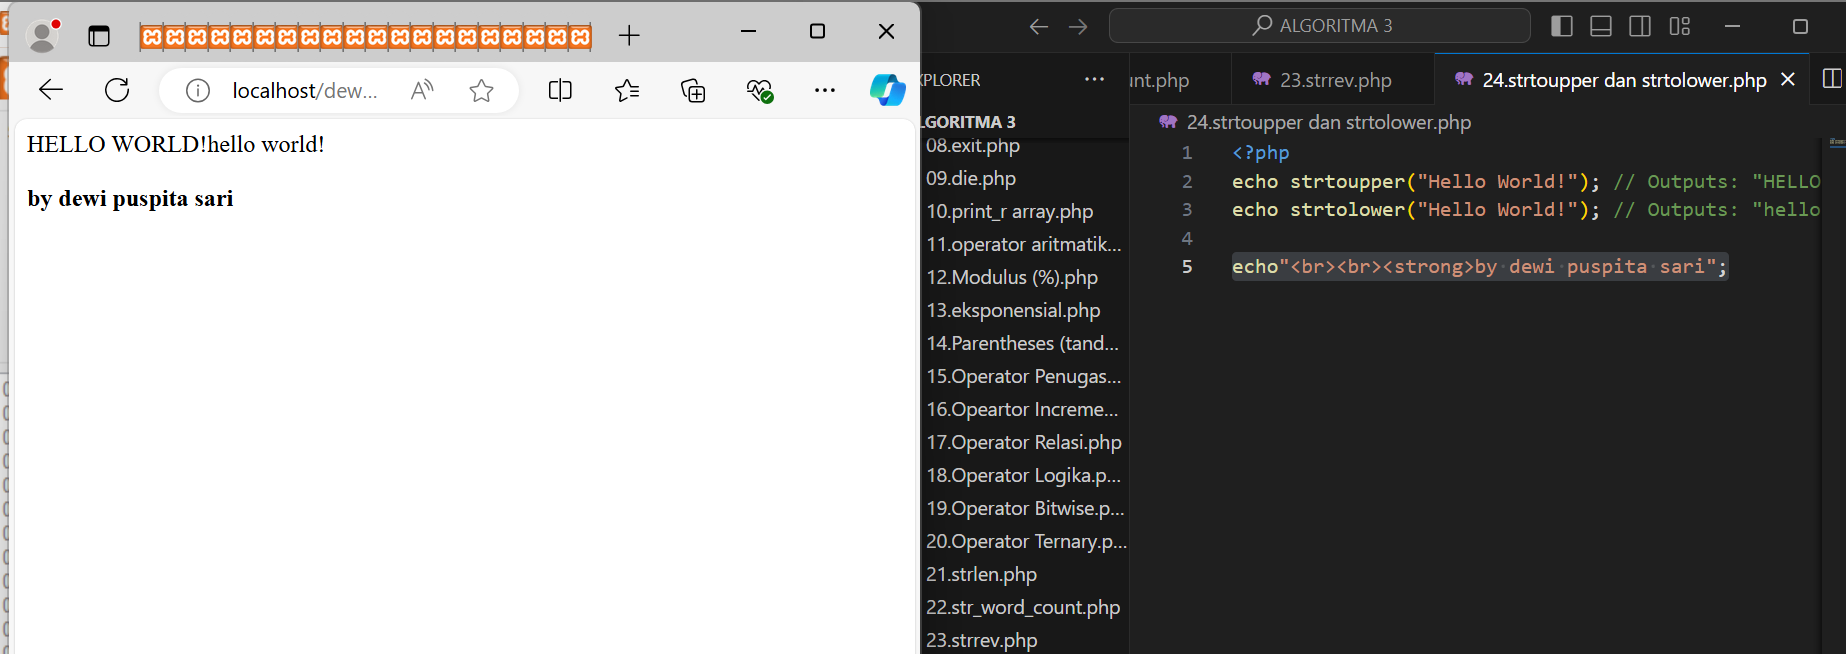 localhost/dew...
HELLO WORLD!hello world!
by dewi puspita sari
ALGORITMA 3
XPLORER
LGORITMA 3
08.exit.php
09.die.php
10.print_r array.php
11.operator aritmatik...
12.Modulus (%).php
13.eksponensial.php
14.Parentheses (tand...
15.Operator Penugas...
16.Opeartor Increme...
17.Operator Relasi.php
18.Operator Logika.p...
19.Operator Bitwise.p...
20.Operator Ternary.p...
21.strlen.php
22.str_word_count.php
23.strrev.php
unt.php
23.strrev.php
24.strtoupper dan strtolower.php
24.strtoupper dan strtolower.php
1 <?php
2 echo strtoupper("Hello World!"); // Outputs: "HELLO
3 echo strtolower("Hello World!"); // Outputs: "hello
4
5 echo"<br><br><strong>by dewi puspita sari";